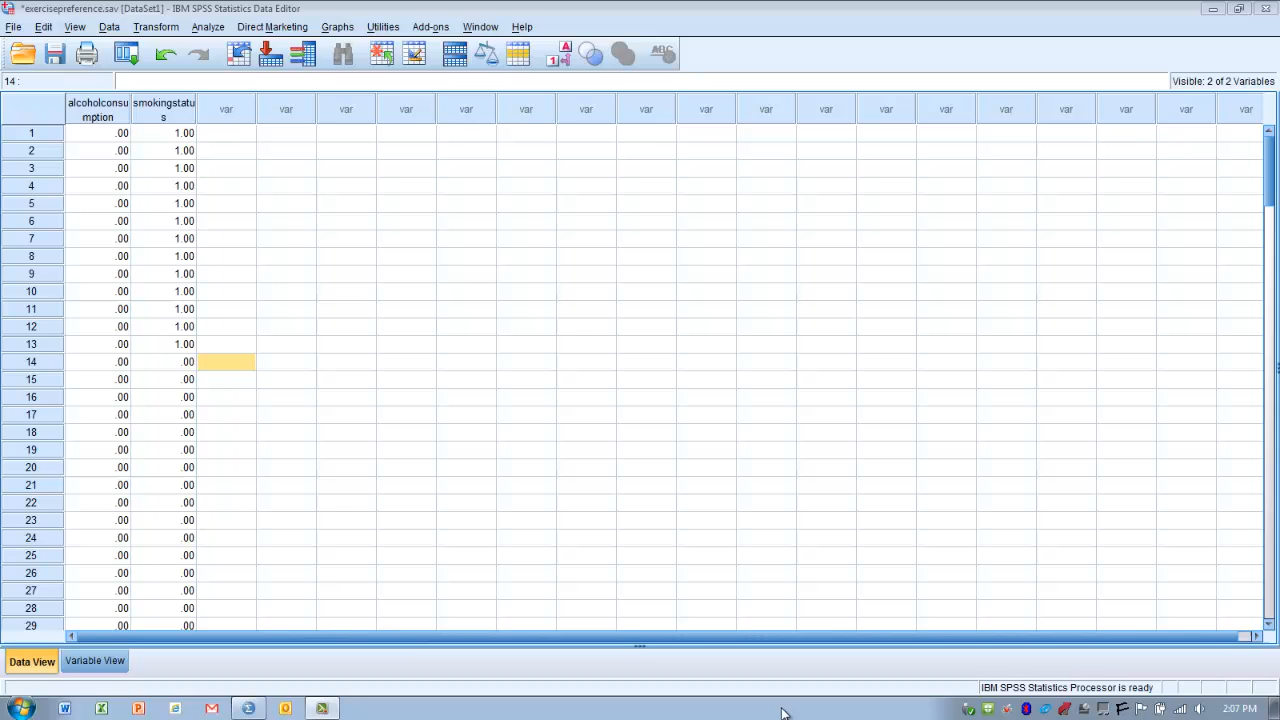 *exercisepreference.sav [DataSet1] - IBM SPSS Statistics Data Editor
File Edit View Data Transform Analyze Direct Marketing Graphs Utilities Add-ons Window Help
14 :
Visible: 2 of 2 Variables
alcoholconsu smokingstatu var var var var var var var var var var var var var var var var var var
mption s
1 .00 1.00
2 .00 1.00
3 .00 1.00
4 .00 1.00
5 .00 1.00
6 .00 1.00
7 .00 1.00
8 .00 1.00
9 .00 1.00
10 .00 1.00
11 .00 1.00
12 .00 1.00
13 .00 1.00
14 .00 .00
15 .00 .00
16 .00 .00
17 .00 .00
18 .00 .00
19 .00 .00
20 .00 .00
21 .00 .00
22 .00 .00
23 .00 .00
24 .00 .00
25 .00 .00
26 .00 .00
27 .00 .00
28 .00 .00
29 .00 .00
Data View Variable View
IBM SPSS Statistics Processor is ready
2:07 PM